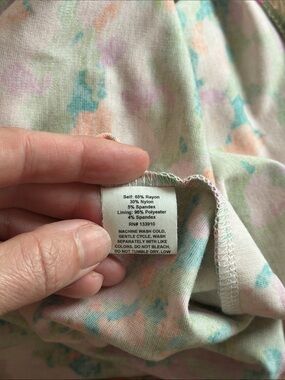 Self: 65% Rayon
30% Nylon
5% Spandex
Lining: 96% Polyester
4% Spandex
RN# 133910
MACHINE WASH COLD,
GENTLE CYCLE. WASH
SEPARATELY WITH LIKE
COLORS. DO NOT BLEACH,
DO NOT TUMBLE DRY, LOW